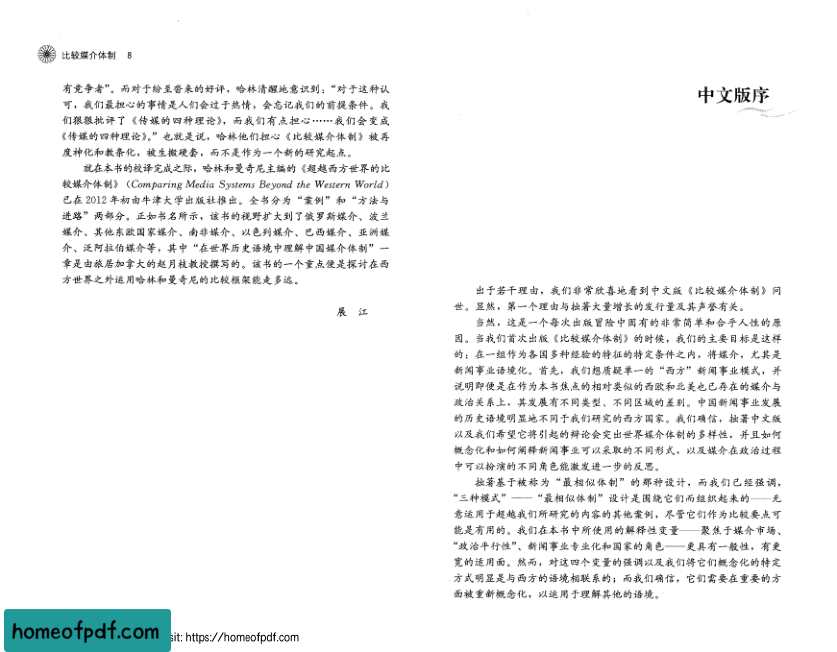 比较媒介体制 8
有竞争者”。而对于纷至沓来的好评，哈林清醒地意识到：“对于这种认
可，我们最担心的事情是人们会过于热情，会忘记我们的前提条件。我
们狠狠批评了《传媒的四种理论》，而我们有点担心……我们会变成
《传媒的四种理论》。”也就是说，哈林他们担心《比较媒介体制》被再
度神化和教条化，被生搬硬套，而不是作为一个新的研究起点。
就在本书的校译完成之际，哈林和曼奇尼主编的《超越西方世界的比
较媒介体制》（Comparing Media Systems Beyond the Western World）
已在 2012 年初由牛津大学出版社推出。全书分为“案例”和“方法与
进路”两部分。正如书名所示，该书的视野扩大到了俄罗斯媒介、波兰
媒介、其他东欧国家媒介、南非媒介、以色列媒介、巴西媒介、亚洲媒
介、泛阿拉伯媒介等，其中“在世界历史语境中理解中国媒介体制”一
章是由旅居加拿大的赵月枝教授撰写的。该书的一个重点便是探讨在西
方世界之外运用哈林和曼奇尼的比较框架能走多远。
展 江
中文版序
出于若干理由，我们非常欣喜地看到中文版《比较媒介体制》问
世。显然，第一个理由与拙著大量增长的发行量及其声誉有关。
当然，这是一个每次出版冒险中固有的非常简单和合乎人性的原
因。当我们首次出版《比较媒介体制》的时候，我们的主要目标是这样
的；在一组作为各国多种经验的特征的特定条件之内，将媒介，尤其是
新闻事业语境化。首先，我们想质疑单一的“西方”新闻事业模式，并
说明即便是在作为本书焦点的相对类似的西欧和北美也已存在的媒介与
政治关系上，其发展有不同类型、不同区域的差别。中国新闻事业发展
的历史语境明显地不同于我们研究的西方国家。我们确信，拙著中文版
以及我们希望它将引起的辩论会突出世界媒介体制的多样性，并且如何
概念化和如何阐释新闻事业可以采取的不同形式，以及媒介在政治过程
中可以扮演的不同角色能激发进一步的反思。
拙著基于被称为“最相似体制”的那种设计，而我们已经强调，
“三种模式”——“最相似体制”设计是围绕它们而组织起来的——无
意运用于超越我们所研究的内容的其他案例，尽管它们作为比较要点可
能是有用的。我们在本书中所使用的解释性变量——聚焦于媒介市场、
“政治平行性”、新闻事业专业化和国家的角色——更具有一般性，有更
宽的适用面。然而，对这四个变量的强调以及我们将它们概念化的特定
方式明显是与西方的语境相联系的；而我们确信，它们需要在重要的方
面被重新概念化，以适用于理解其他的语境。
homeofpdf.com
sit: https://homeofpdf.com